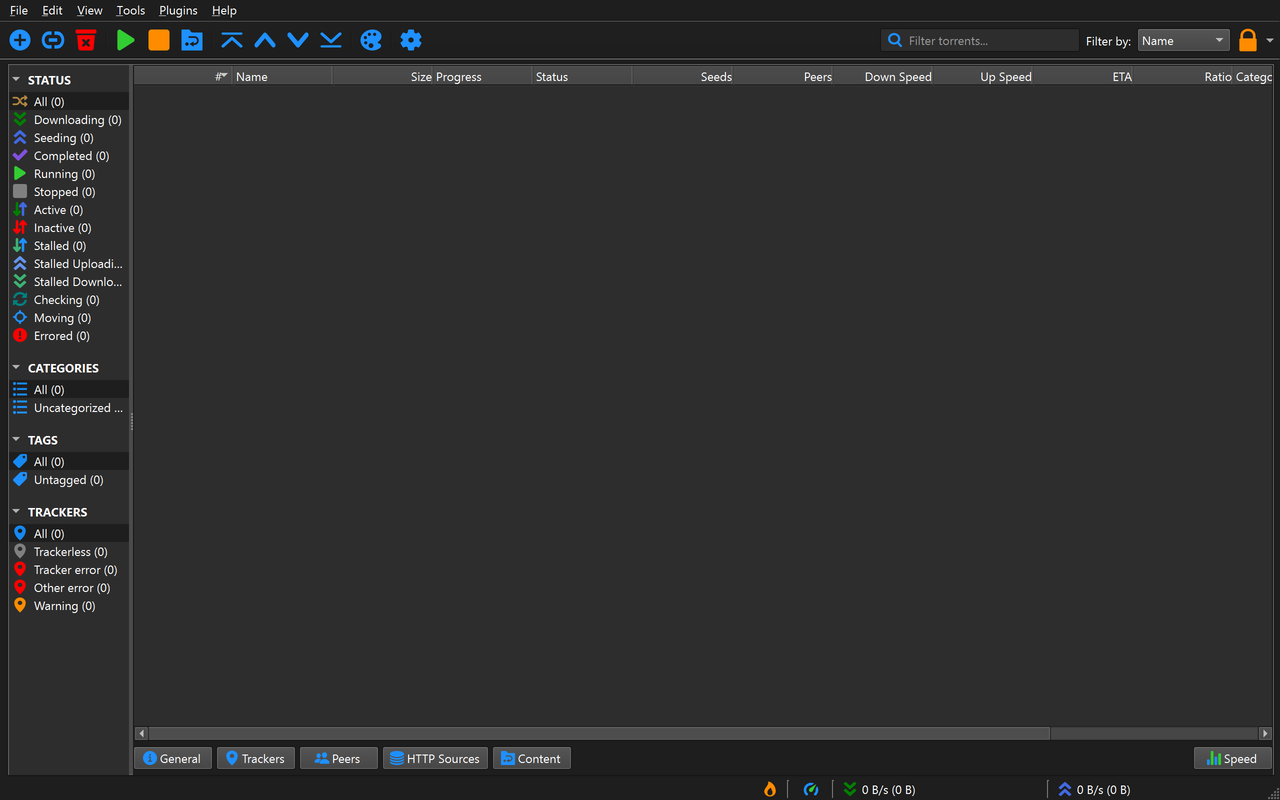 File Edit View Tools Plugins Help
Filter torrents... Filter by: Name
STATUS
All (0)
Downloading (0)
Seeding (0)
Completed (0)
Running (0)
Stopped (0)
Active (0)
Inactive (0)
Stalled (0)
Stalled Uploadi...
Stalled Downlo...
Checking (0)
Moving (0)
Errored (0)
CATEGORIES
All (0)
Uncategorized ...
TAGS
All (0)
Untagged (0)
TRACKERS
All (0)
Trackerless (0)
Tracker error (0)
Other error (0)
Warning (0)
# Name Size Progress Status Seeds Peers Down Speed Up Speed ETA Ratio Catego
General Trackers Peers HTTP Sources Content Speed
0 B/s (0 B) 0 B/s (0 B)